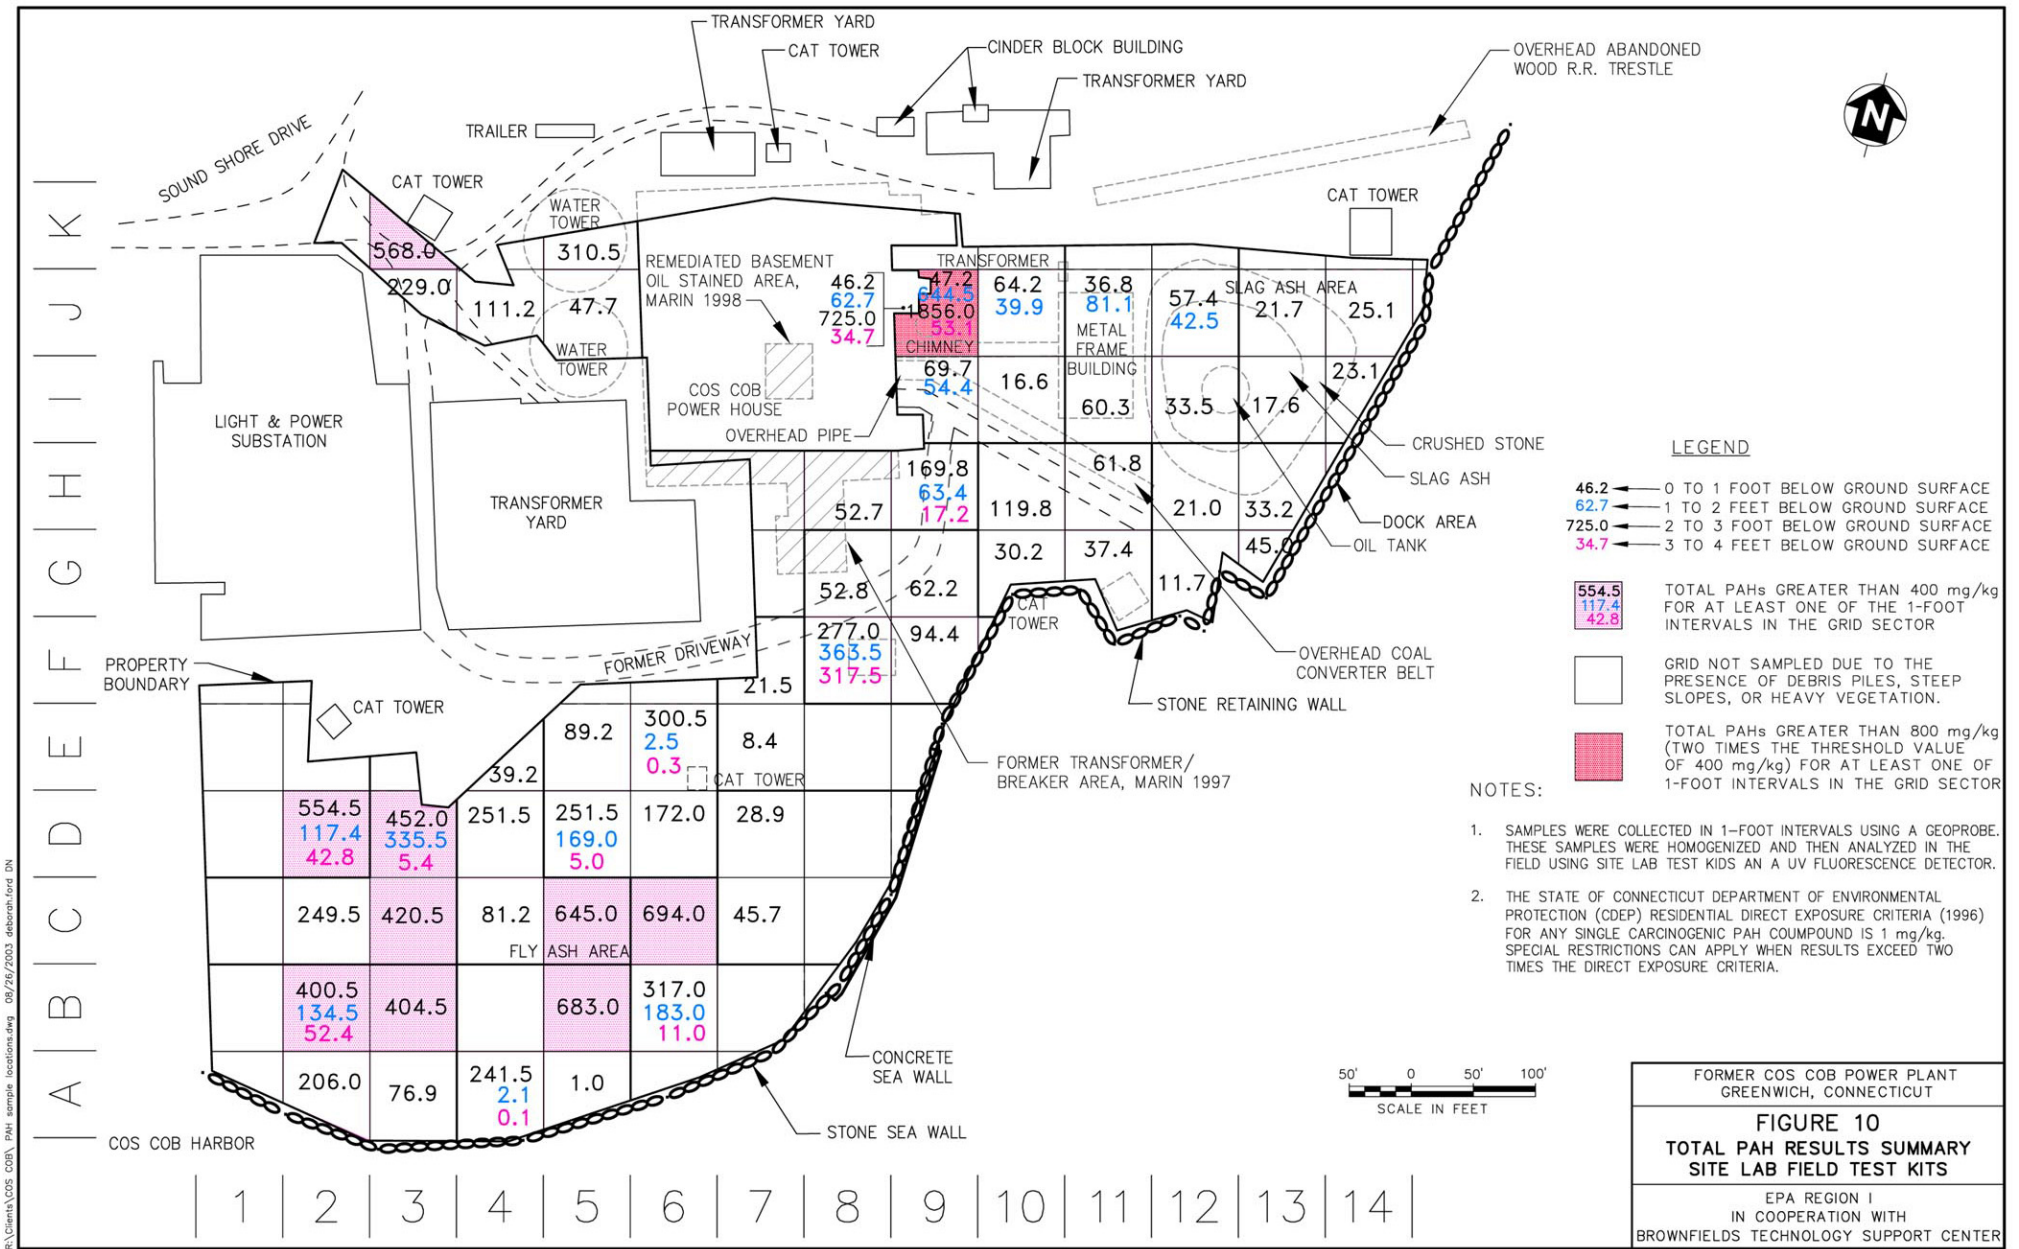 TRANSFORMER YARD
CAT TOWER
CINDER BLOCK BUILDING
TRANSFORMER YARD
OVERHEAD ABANDONED
WOOD R.R. TRESTLE
N
SOUND SHORE DRIVE
TRAILER
CAT TOWER
WATER
TOWER
CAT TOWER
K
568.0
310.5
REMEDIATED BASEMENT
OIL STAINED AREA,
MARIN 1998
TRANSFORMER
SLAG ASH AREA
J
229.0
111.2
47.7
46.2
62.7
725.0
34.7
47.2
644.5
1856.0
53.1
CHIMNEY
64.2
39.9
36.8
81.1
57.4
42.5
21.7
25.1
METAL
FRAME
BUILDING
WATER
TOWER
I
LIGHT & POWER
SUBSTATION
COS COB
POWER HOUSE
OVERHEAD PIPE
69.7
54.4
16.6
60.3
33.5
17.6
23.1
CRUSHED STONE
SLAG ASH
DOCK AREA
OIL TANK
H
TRANSFORMER
YARD
52.7
169.8
63.4
17.2
119.8
61.8
21.0
33.2
G
52.8
62.2
30.2
37.4
11.7
45.0
CAT
TOWER
F
FORMER DRIVEWAY
21.5
277.0
363.5
317.5
94.4
OVERHEAD COAL
CONVERTER BELT
STONE RETAINING WALL
PROPERTY
BOUNDARY
CAT TOWER
E
39.2
89.2
300.5
2.5
0.3
8.4
CAT TOWER
FORMER TRANSFORMER/
BREAKER AREA, MARIN 1997
D
554.5
117.4
42.8
452.0
335.5
5.4
251.5
251.5
169.0
5.0
172.0
28.9
C
249.5
420.5
81.2
645.0
694.0
45.7
FLY ASH AREA
B
400.5
134.5
52.4
404.5
683.0
317.0
183.0
11.0
CONCRETE
SEA WALL
A
206.0
76.9
241.5
2.1
0.1
1.0
STONE SEA WALL
COS COB HARBOR
1 2 3 4 5 6 7 8 9 10 11 12 13 14
LEGEND
46.2 0 TO 1 FOOT BELOW GROUND SURFACE
62.7 1 TO 2 FEET BELOW GROUND SURFACE
725.0 2 TO 3 FOOT BELOW GROUND SURFACE
34.7 3 TO 4 FEET BELOW GROUND SURFACE
554.5
117.4
42.8
TOTAL PAHs GREATER THAN 400 mg/kg
FOR AT LEAST ONE OF THE 1-FOOT
INTERVALS IN THE GRID SECTOR
GRID NOT SAMPLED DUE TO THE
PRESENCE OF DEBRIS PILES, STEEP
SLOPES, OR HEAVY VEGETATION.
TOTAL PAHs GREATER THAN 800 mg/kg
(TWO TIMES THE THRESHOLD VALUE
OF 400 mg/kg) FOR AT LEAST ONE OF
1-FOOT INTERVALS IN THE GRID SECTOR
NOTES:
1. SAMPLES WERE COLLECTED IN 1-FOOT INTERVALS USING A GEOPROBE.
THESE SAMPLES WERE HOMOGENIZED AND THEN ANALYZED IN THE
FIELD USING SITE LAB TEST KIDS AN A UV FLUORESCENCE DETECTOR.
2. THE STATE OF CONNECTICUT DEPARTMENT OF ENVIRONMENTAL
PROTECTION (CDEP) RESIDENTIAL DIRECT EXPOSURE CRITERIA (1996)
FOR ANY SINGLE CARCINOGENIC PAH COUMPOUND IS 1 mg/kg.
SPECIAL RESTRICTIONS CAN APPLY WHEN RESULTS EXCEED TWO
TIMES THE DIRECT EXPOSURE CRITERIA.
50' 0 50' 100'
SCALE IN FEET
FORMER COS COB POWER PLANT
GREENWICH, CONNECTICUT
FIGURE 10
TOTAL PAH RESULTS SUMMARY
SITE LAB FIELD TEST KITS
EPA REGION I
IN COOPERATION WITH
BROWNFIELDS TECHNOLOGY SUPPORT CENTER
R:\Clients\COS COB\ PAH sample locations.dwg 08/26/2003 deborah.ford DN